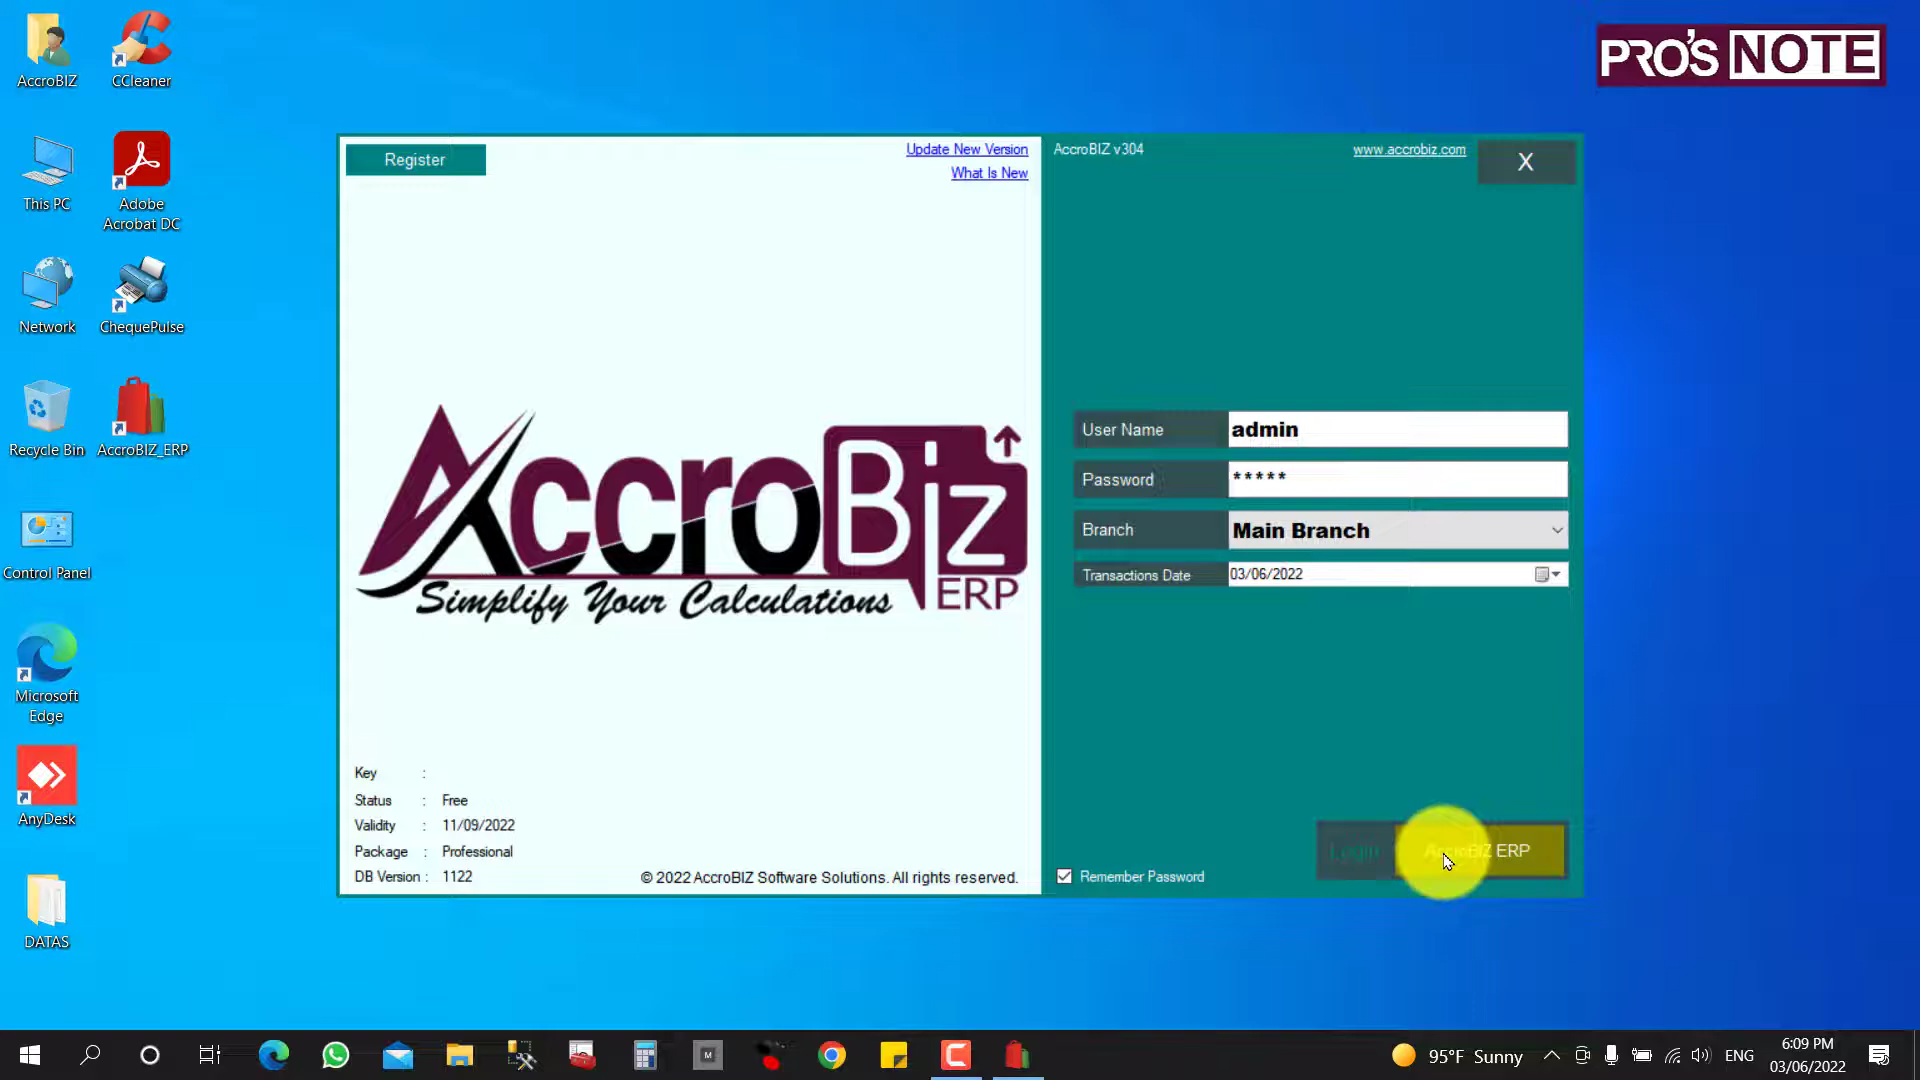 AccroBIZ
CCleaner
This PC
Adobe
Acrobat DC
Network
ChequePulse
Recycle Bin
AccroBIZ_ERP
Control Panel
Microsoft
Edge
AnyDesk
DATAS
PRO'S NOTE
Register
Update New Version
What Is New
AccroBiz
ERP
Simplify Your Calculations
Key :
Status : Free
Validity : 11/09/2022
Package : Professional
DB Version : 1122
© 2022 AccroBIZ Software Solutions. All rights reserved.
AccroBIZ v304
www.accrobiz.com
X
User Name admin
Password *****
Branch Main Branch
Transactions Date 03/06/2022
Login AccroBIZ ERP
Remember Password
M
95°F Sunny
ENG
6:09 PM
03/06/2022